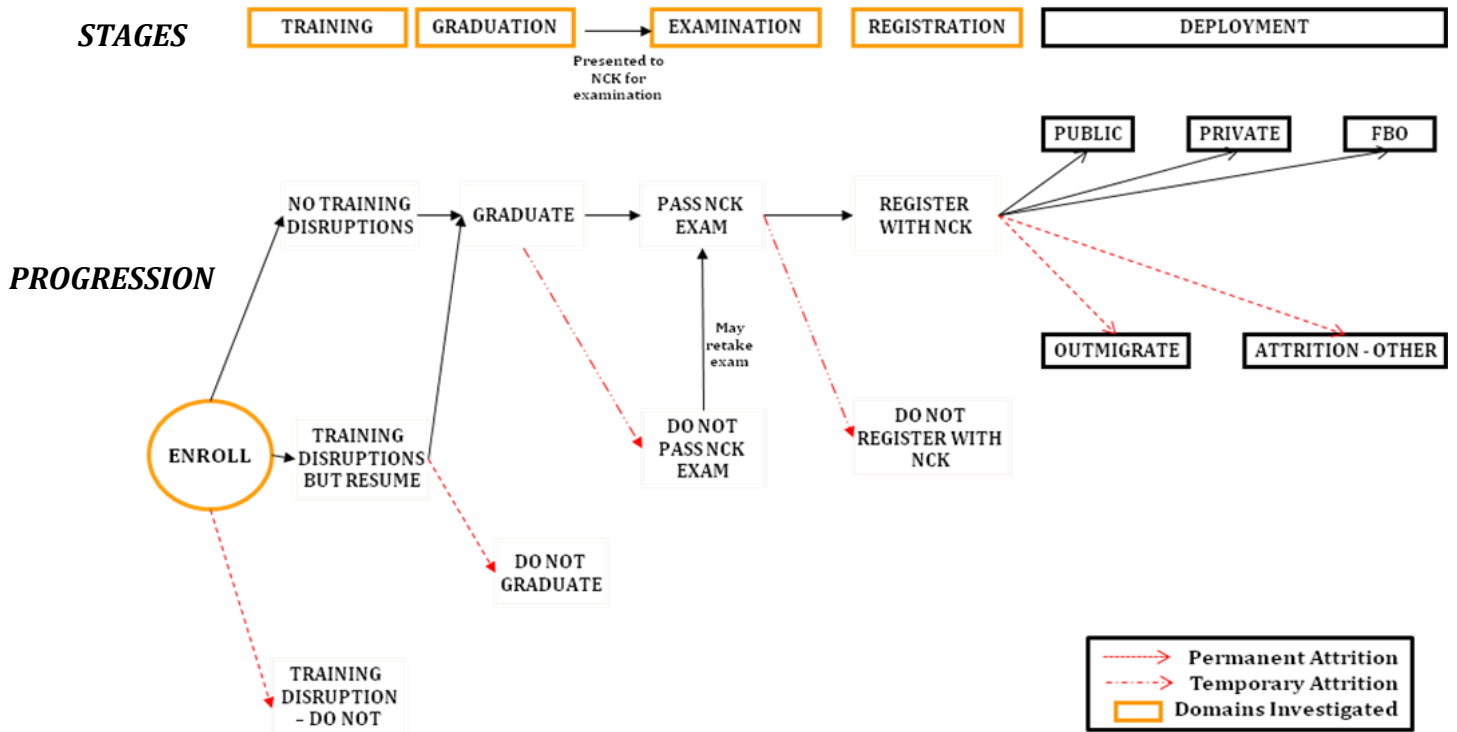 STAGES
TRAINING
GRADUATION
EXAMINATION
REGISTRATION
DEPLOYMENT
Presented to
NCK for
examination
PUBLIC
PRIVATE
FBO
NO TRAINING
DISRUPTIONS
GRADUATE
PASS NCK
EXAM
REGISTER
WITH NCK
PROGRESSION
May
retake
exam
OUTMIGRATE
ATTRITION - OTHER
ENROLL
TRAINING
DISRUPTIONS
BUT RESUME
DO NOT
PASS NCK
EXAM
DO NOT
REGISTER WITH
NCK
DO NOT
GRADUATE
TRAINING
DISRUPTION
– DO NOT
Permanent Attrition
Temporary Attrition
Domains Investigated